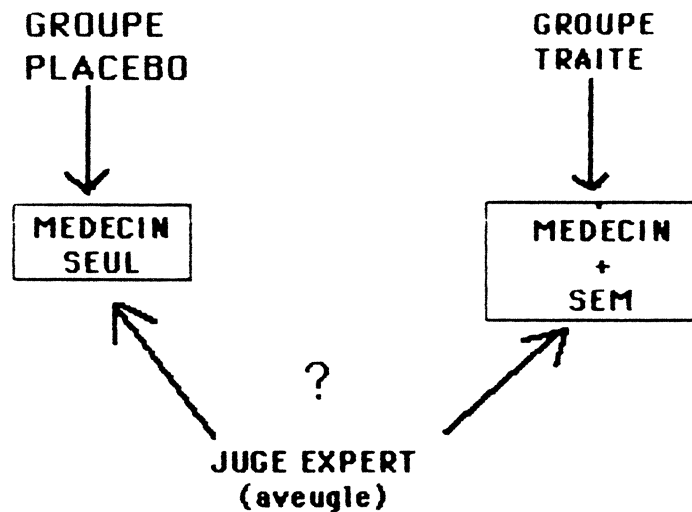 GROUPE
PLACEBO
GROUPE
TRAITE
MEDECIN
SEUL
MEDECIN
+
SEM
?
JUGE EXPERT
(aveugle)